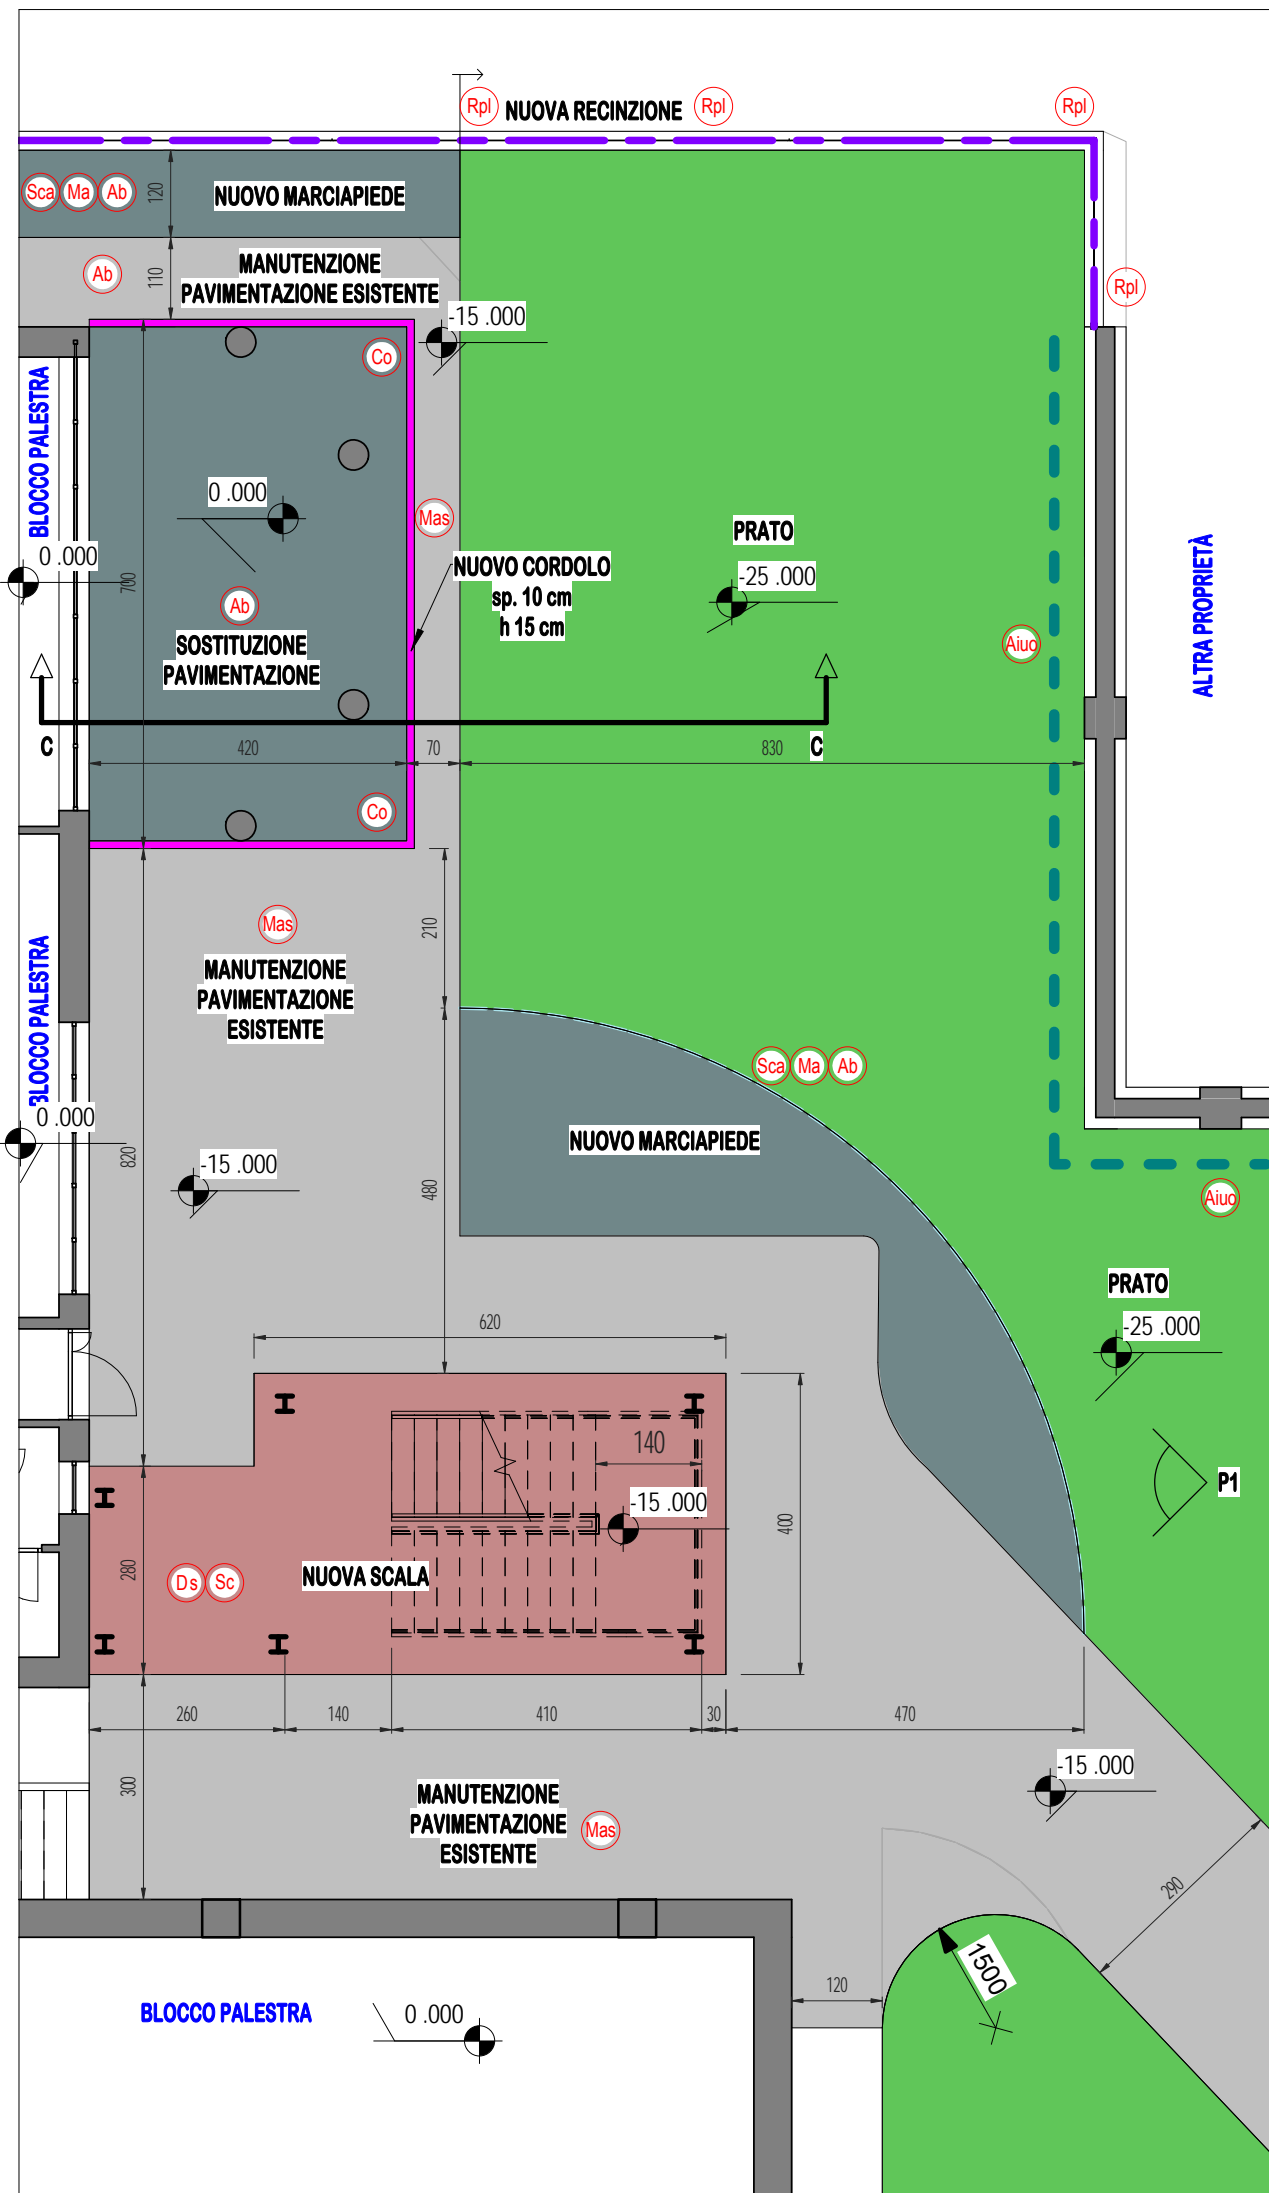 Rpl NUOVA RECINZIONE Rpl Rpl
Sca Ma Ab 120 NUOVO MARCIAPIEDE
Ab 110 MANUTENZIONE
PAVIMENTAZIONE ESISTENTE
Rpl
-15 .000
Co
BLOCCO PALESTRA
0 .000
Mas
PRATO
-25 .000
ALTRA PROPRIETÀ
0 .000
700
NUOVO CORDOLO
sp. 10 cm
h 15 cm
Ab
SOSTITUZIONE
PAVIMENTAZIONE
Aiuo
C C
420 70 830
Co
210
Mas
MANUTENZIONE
PAVIMENTAZIONE
ESISTENTE
BLOCCO PALESTRA
0 .000
Sca Ma Ab
NUOVO MARCIAPIEDE
820
-15 .000
480
Aiuo
PRATO
-25 .000
620
140
-15 .000
P1
400
280
Ds Sc
NUOVA SCALA
260 140 410 30 470
300
-15 .000
MANUTENZIONE
PAVIMENTAZIONE
ESISTENTE
Mas
290
1500
120
BLOCCO PALESTRA
0 .000